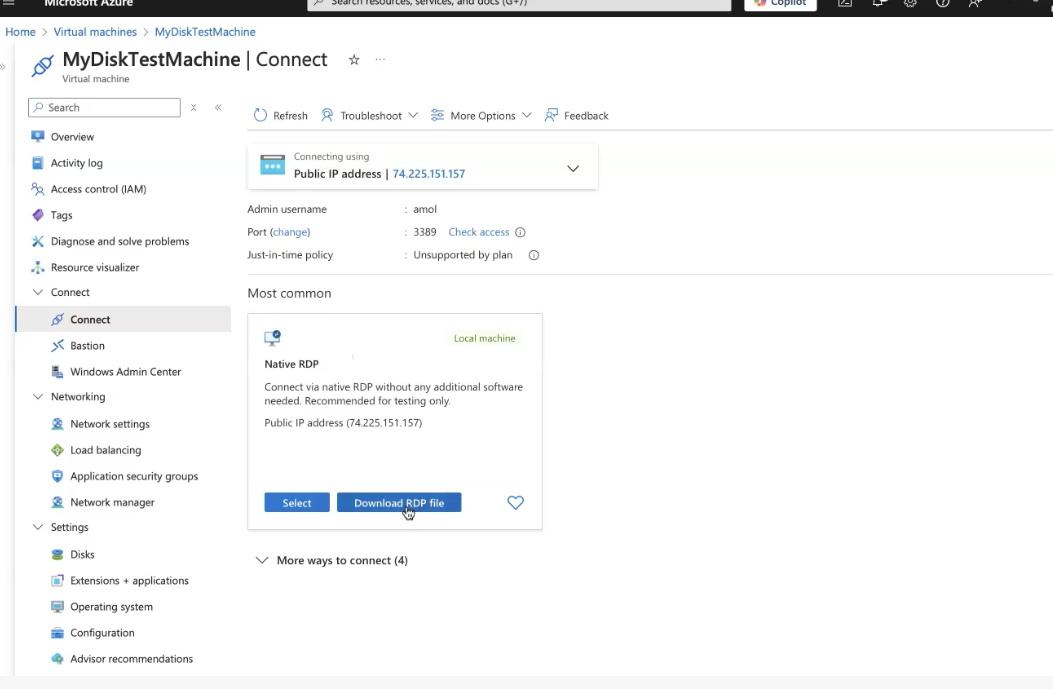 Microsoft Azure
Search resources, services, and docs (G+/)
Copilot
Home > Virtual machines > MyDiskTestMachine
MyDiskTestMachine | Connect
Virtual machine
Search
Overview
Activity log
Access control (IAM)
Tags
Diagnose and solve problems
Resource visualizer
Connect
Connect
Bastion
Windows Admin Center
Networking
Network settings
Load balancing
Application security groups
Network manager
Settings
Disks
Extensions + applications
Operating system
Configuration
Advisor recommendations
Refresh Troubleshoot More Options Feedback
Connecting using
Public IP address | 74.225.151.157
Admin username : amol
Port (change) : 3389 Check access
Just-in-time policy : Unsupported by plan
Most common
Local machine
Native RDP
Connect via native RDP without any additional software
needed. Recommended for testing only.
Public IP address (74.225.151.157)
Select Download RDP file
More ways to connect (4)